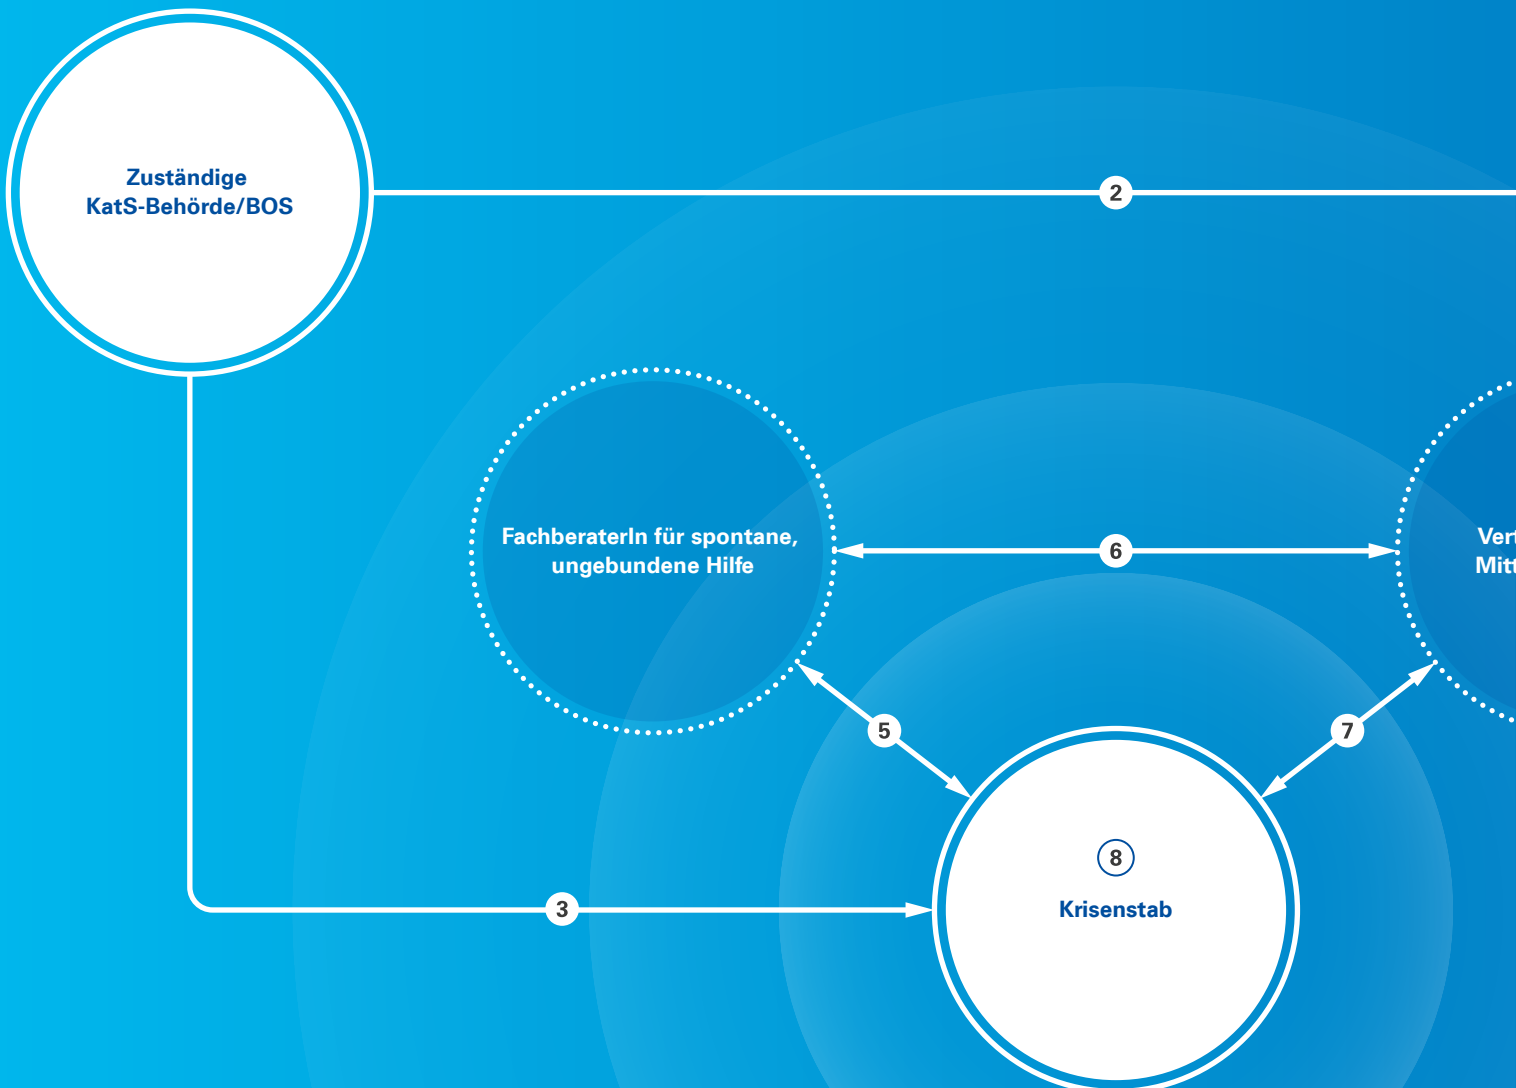 Zuständige
KatS-Behörde/BOS
2
FachberaterIn für spontane,
ungebundene Hilfe
6
5
7
8
Krisenstab
3